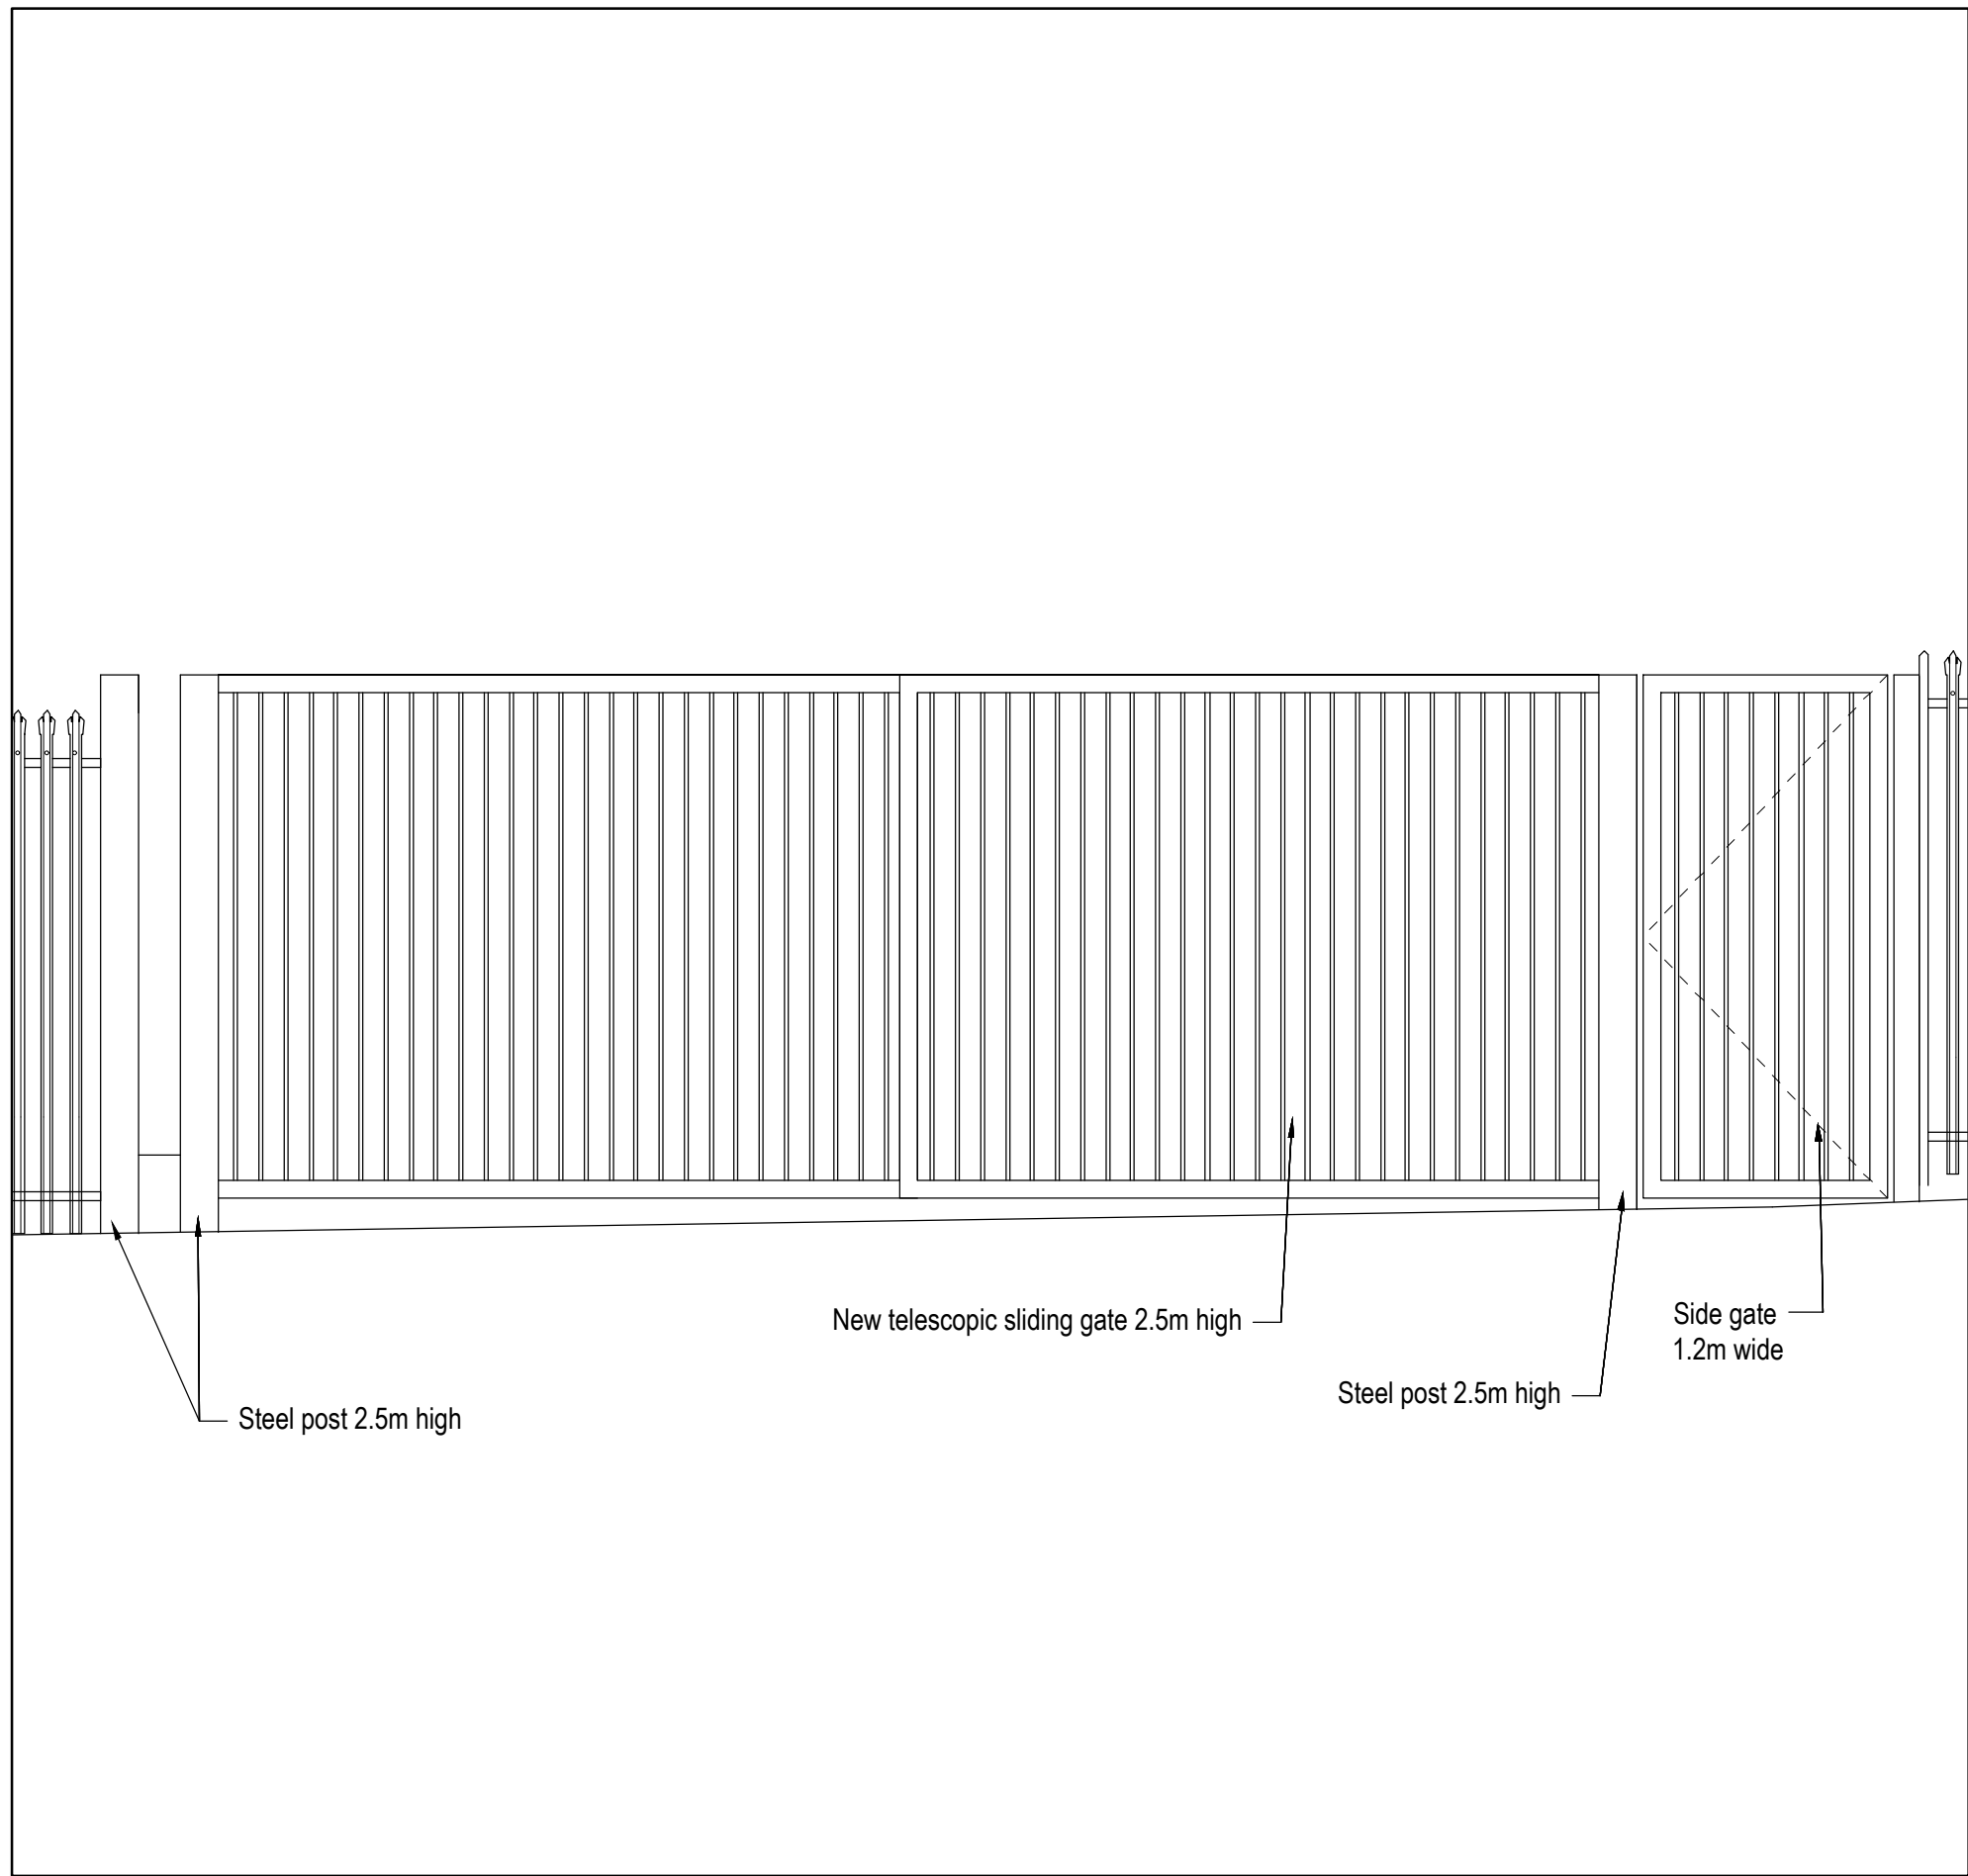 New telescopic sliding gate 2.5m high
Side gate
1.2m wide
Steel post 2.5m high
Steel post 2.5m high